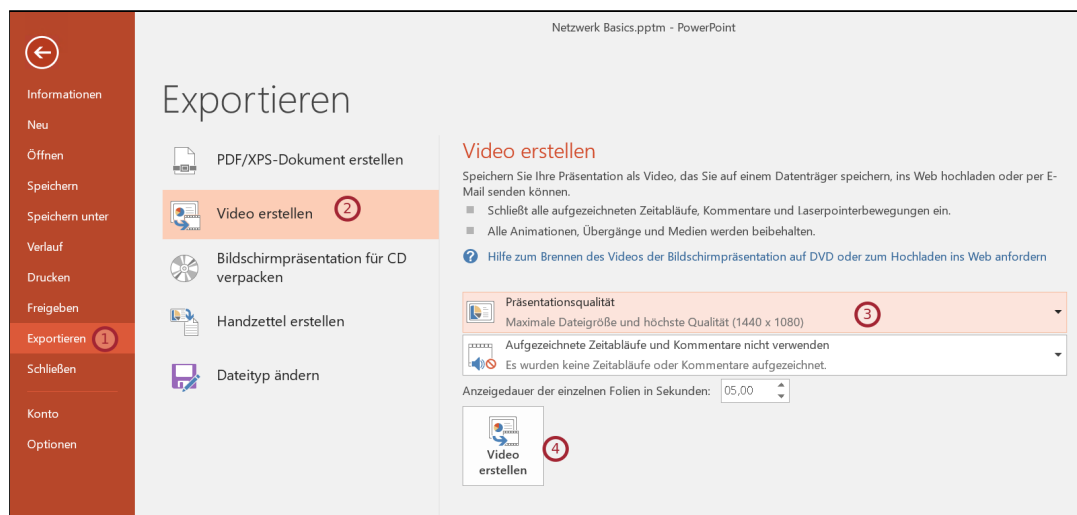 Netzwerk Basics.pptm - PowerPoint
Informationen
Neu
Öffnen
Speichern
Speichern unter
Verlauf
Drucken
Freigeben
Exportieren 1
Schließen
Konto
Optionen
Exportieren
PDF/XPS-Dokument erstellen
Video erstellen 2
Bildschirmpräsentation für CD
verpacken
Handzettel erstellen
Dateityp ändern
Video erstellen
Speichern Sie Ihre Präsentation als Video, das Sie auf einem Datenträger speichern, ins Web hochladen oder per E-
Mail senden können.
Schließt alle aufgezeichneten Zeitabläufe, Kommentare und Laserpointerbewegungen ein.
Alle Animationen, Übergänge und Medien werden beibehalten.
? Hilfe zum Brennen des Videos der Bildschirmpräsentation auf DVD oder zum Hochladen ins Web anfordern
Präsentationsqualität
Maximale Dateigröße und höchste Qualität (1440 x 1080) 3
Aufgezeichnete Zeitabläufe und Kommentare nicht verwenden
Es wurden keine Zeitabläufe oder Kommentare aufgezeichnet.
Anzeigedauer der einzelnen Folien in Sekunden: 05,00
Video
erstellen
4